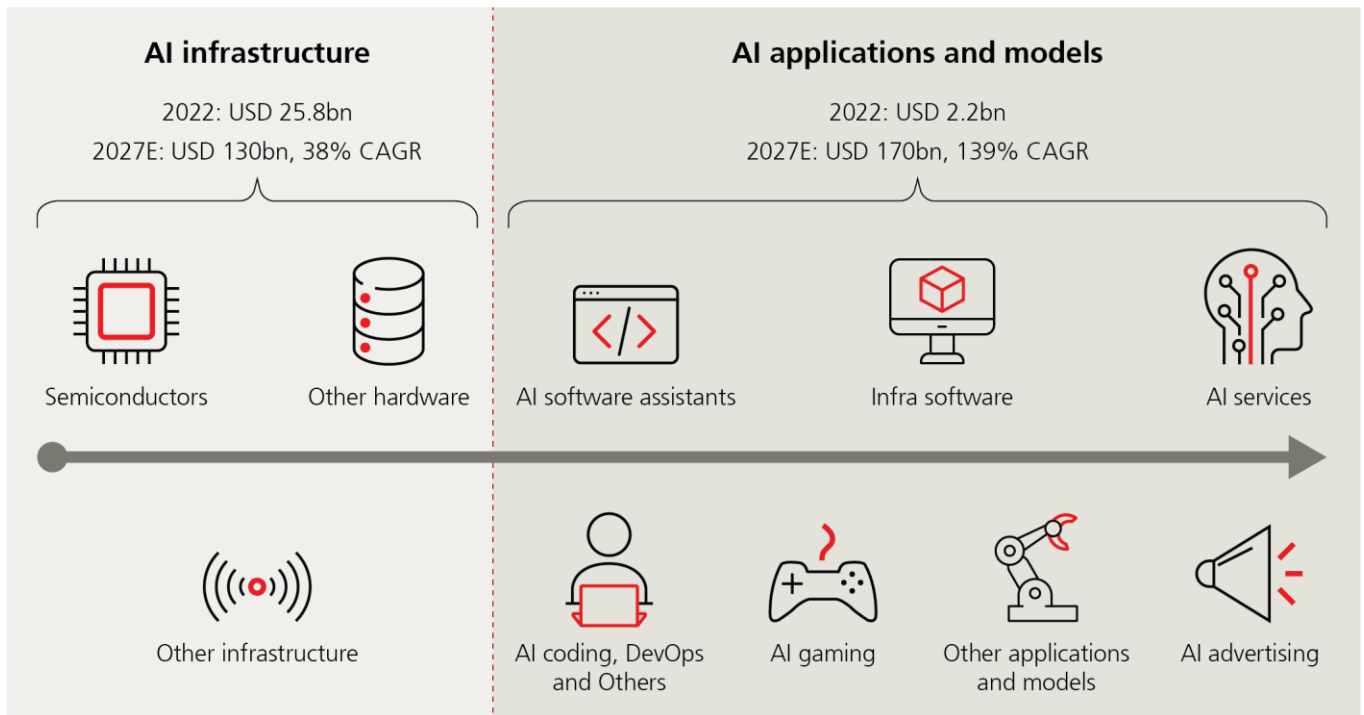 AI infrastructure
2022: USD 25.8bn
2027E: USD 130bn, 38% CAGR
AI applications and models
2022: USD 2.2bn
2027E: USD 170bn, 139% CAGR
Semiconductors
Other hardware
AI software assistants
Infra software
AI services
Other infrastructure
AI coding, DevOps
and Others
AI gaming
Other applications
and models
AI advertising